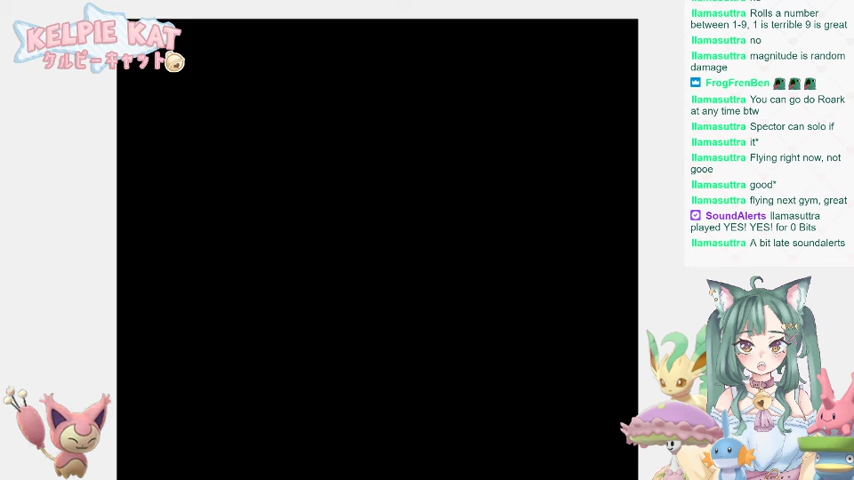 KELPIE KAT
クルピーキャット
llamasuttra Rolls a number
between 1-9, 1 is terrible 9 is great
llamasuttra no
llamasuttra magnitude is random
damage
FrogFrenBen
llamasuttra You can go do Roark
at any time btw
llamasuttra Spector can solo if
llamasuttra it*
llamasuttra Flying right now, not
gooe
llamasuttra good*
llamasuttra flying next gym, great
SoundAlerts llamasuttra
played YES! YES! for 0 Bits
llamasuttra A bit late soundalerts